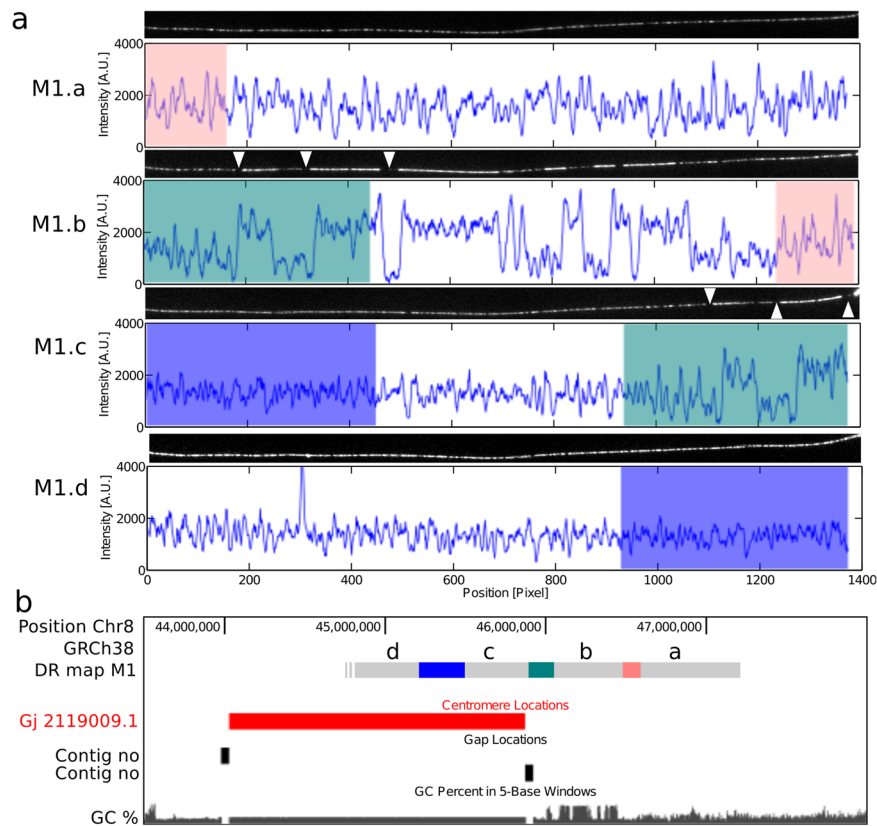 a
M1.a
Intensity [A.U.]
4000
2000
0
M1.b
Intensity [A.U.]
4000
2000
0
M1.c
Intensity [A.U.]
4000
2000
0
M1.d
Intensity [A.U.]
4000
2000
0
0 200 400 600 800 1000 1200 1400
Position [Pixel]
b
Position Chr8 44,000,000 45,000,000 46,000,000 47,000,000
GRCh38 d c b a
DR map M1
Centromere Locations
Gj 2119009.1
Gap Locations
Contig no
Contig no
GC Percent in 5-Base Windows
GC %